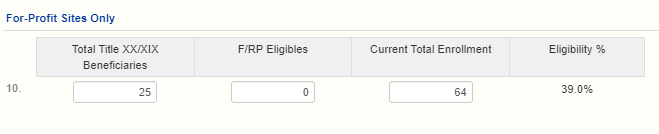 For-Profit Sites Only
Total Title XX/XIX Beneficiaries F/RP Eligibles Current Total Enrollment Eligibility %
10. 25 0 64 39.0%